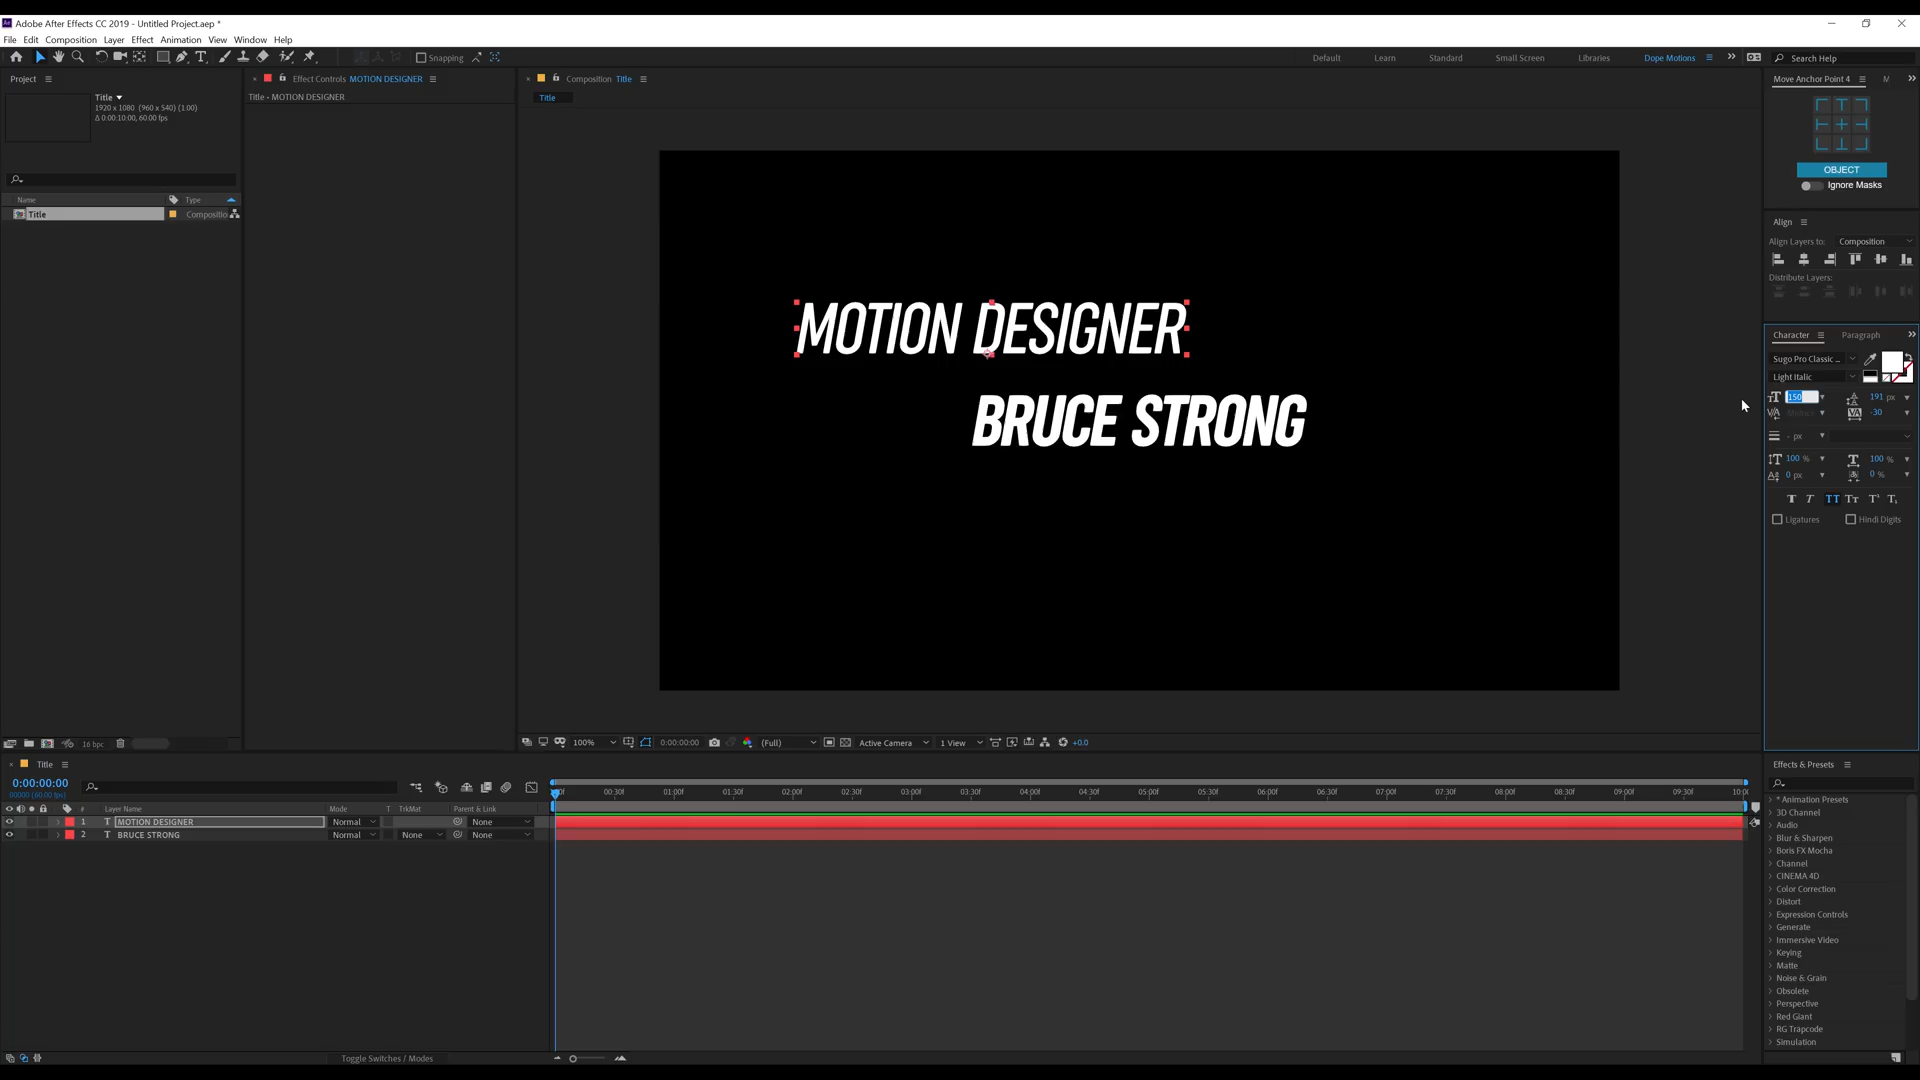 Adobe After Effects CC 2019 - Untitled Project.aep *
File Edit Composition Layer Effect Animation View Window Help
Snapping
Default Learn Standard Small Screen Libraries Dope Motions
Search Help
Project
Effect Controls MOTION DESIGNER
Composition Title
Move Anchor Point 4
M
Title
1920 x 1080 (960 x 540) (1.00)
Δ 0:00:10:00, 60.00 fps
Title • MOTION DESIGNER
Title
OBJECT
Ignore Masks
Name Type
Title Compositio
Align
Align Layers to: Composition
Distribute Layers:
MOTION DESIGNER
BRUCE STRONG
Character Paragraph
Sugo Pro Classic ...
Light Italic
150 191 px
Metrics -30
- px
100 % 100 %
0 px 0 %
Ligatures Hindi Digits
16 bpc
100% 0:00:00:00 (Full) Active Camera 1 View +0.0
Title
0:00:00:00
00000 (60.00 fps)
# Layer Name Mode T TrkMat Parent & Link
1 T MOTION DESIGNER Normal None
2 T BRUCE STRONG Normal None None
00:30f 01:00f 01:30f 02:00f 02:30f 03:00f 03:30f 04:00f 04:30f 05:00f 05:30f 06:00f 06:30f 07:00f 07:30f 08:00f 08:30f 09:00f 09:30f 10:0
Toggle Switches / Modes
Effects & Presets
* Animation Presets
3D Channel
Audio
Blur & Sharpen
Boris FX Mocha
Channel
CINEMA 4D
Color Correction
Distort
Expression Controls
Generate
Immersive Video
Keying
Matte
Noise & Grain
Obsolete
Perspective
Red Giant
RG Trapcode
Simulation